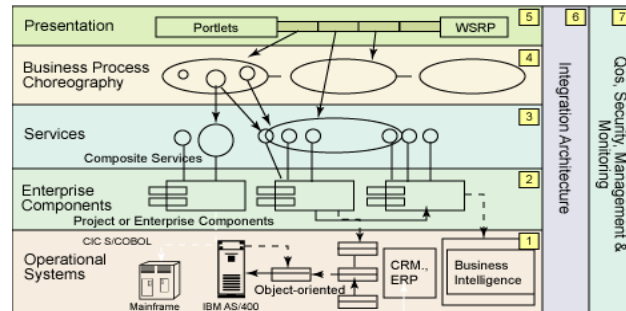 Presentation
Portlets
WSRP
5
6
7
Business Process
Choreography
4
Services
3
Composite Services
Enterprise
Components
2
Project or Enterprise Components
Operational
Systems
1
CIC S/COBOL
Mainframe
IBM AS/400
Object-oriented
CRM.,
ERP
Business
Intelligence
Integration Architecture
Qos, Security, Management &
Monitoring